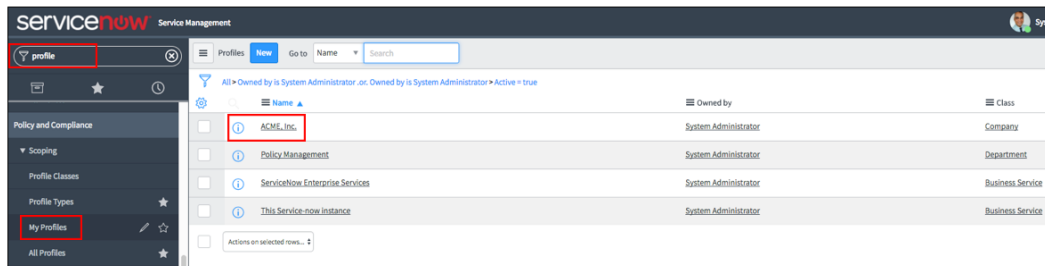 servicenow Service Management
Sy
profile
Profiles New Go to Name Search
All > Owned by is System Administrator .or. Owned by is System Administrator > Active = true
Name Owned by Class
Policy and Compliance
ACME, Inc. System Administrator Company
Scoping
Policy Management System Administrator Department
Profile Classes
ServiceNow Enterprise Services System Administrator Business Service
Profile Types
This Service-now instance System Administrator Business Service
My Profiles
Actions on selected rows...
All Profiles